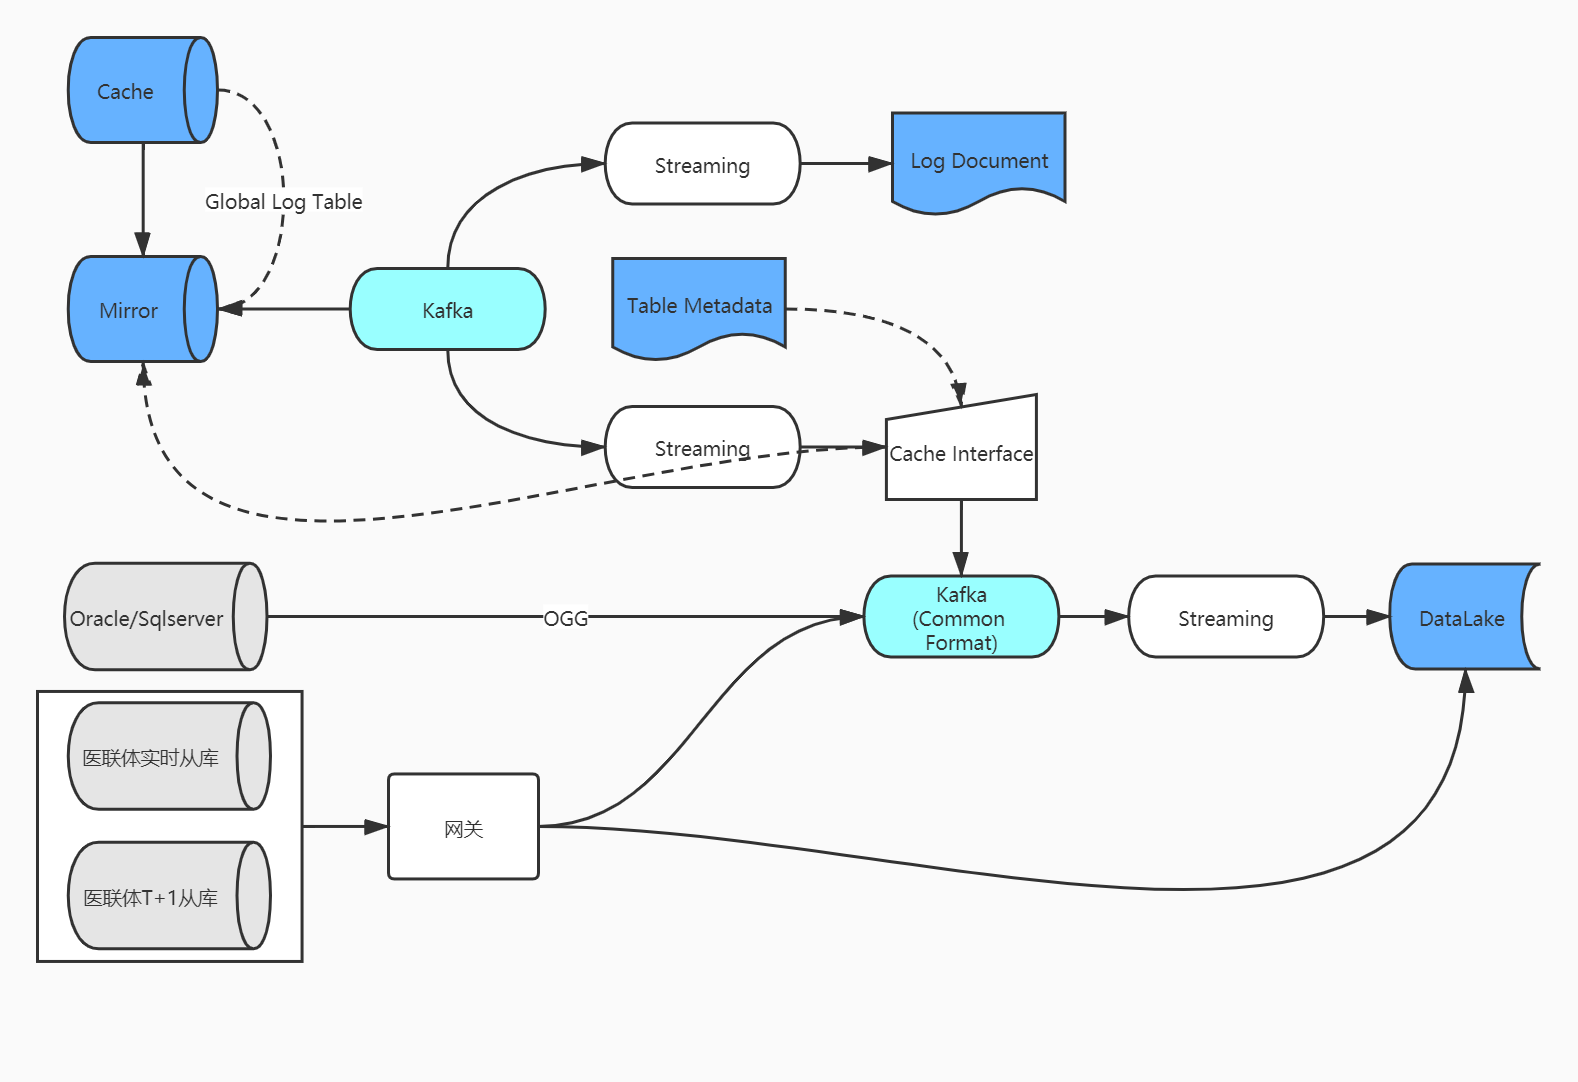 Cache
Global Log Table
Streaming
Log Document
Mirror
Kafka
Table Metadata
Streaming
Cache Interface
Oracle/Sqlserver
OGG
Kafka
(Common
Format)
Streaming
DataLake
医联体实时从库
网关
医联体T+1从库